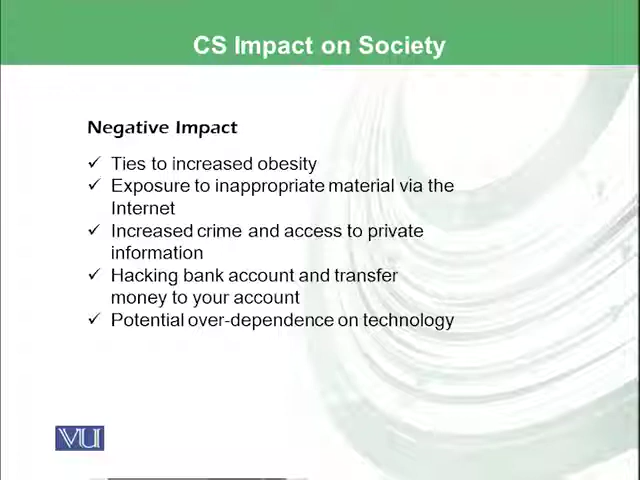 CS Impact on Society
Negative Impact
✓ Ties to increased obesity
✓ Exposure to inappropriate material via the
Internet
✓ Increased crime and access to private
information
✓ Hacking bank account and transfer
money to your account
✓ Potential over-dependence on technology
VU